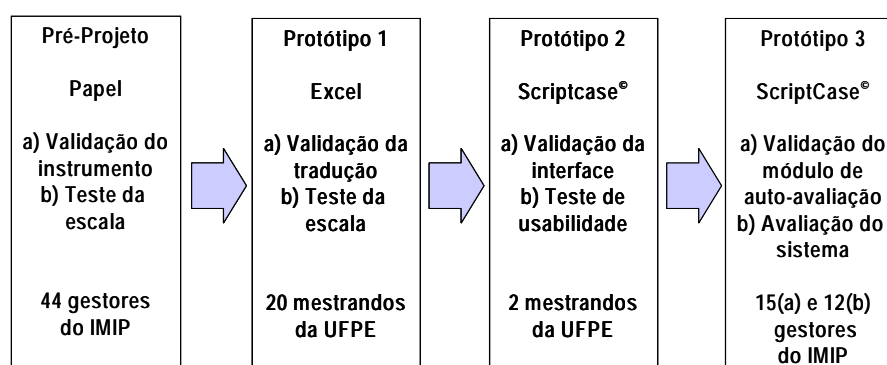 Pré-Projeto
Papel
a) Validação do
instrumento
b) Teste da
escala
44 gestores
do IMIP
Protótipo 1
Excel
a) Validação da
tradução
b) Teste da
escala
20 mestrandos
da UFPE
Protótipo 2
Scriptcase©
a) Validação da
interface
b) Teste de
usabilidade
2 mestrandos
da UFPE
Protótipo 3
ScriptCase©
a) Validação do
módulo de
auto-avaliação
b) Avaliação do
sistema
15(a) e 12(b)
gestores
do IMIP